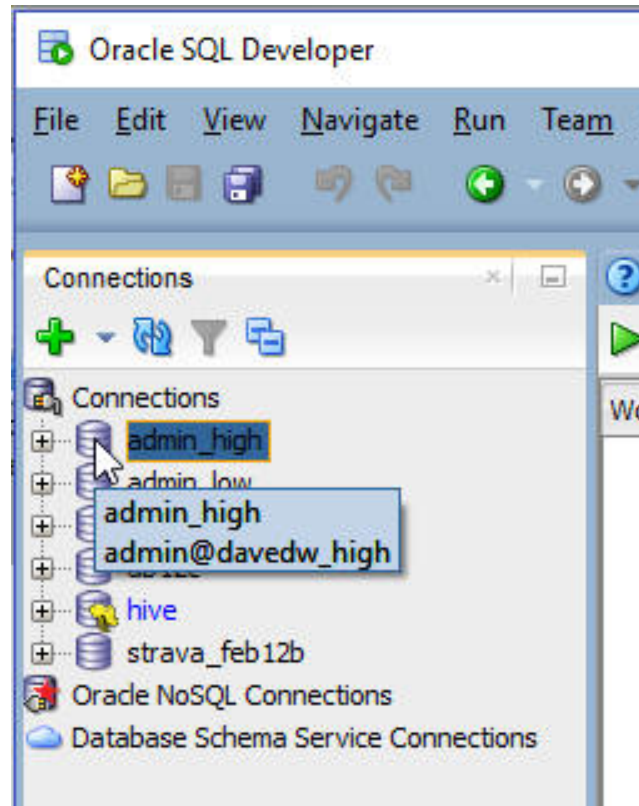 Oracle SQL Developer
File Edit View Navigate Run Team
Connections
Connections
admin_high
admin_low
admin_high
admin@davedw_high
hive
strava_feb12b
Oracle NoSQL Connections
Database Schema Service Connections